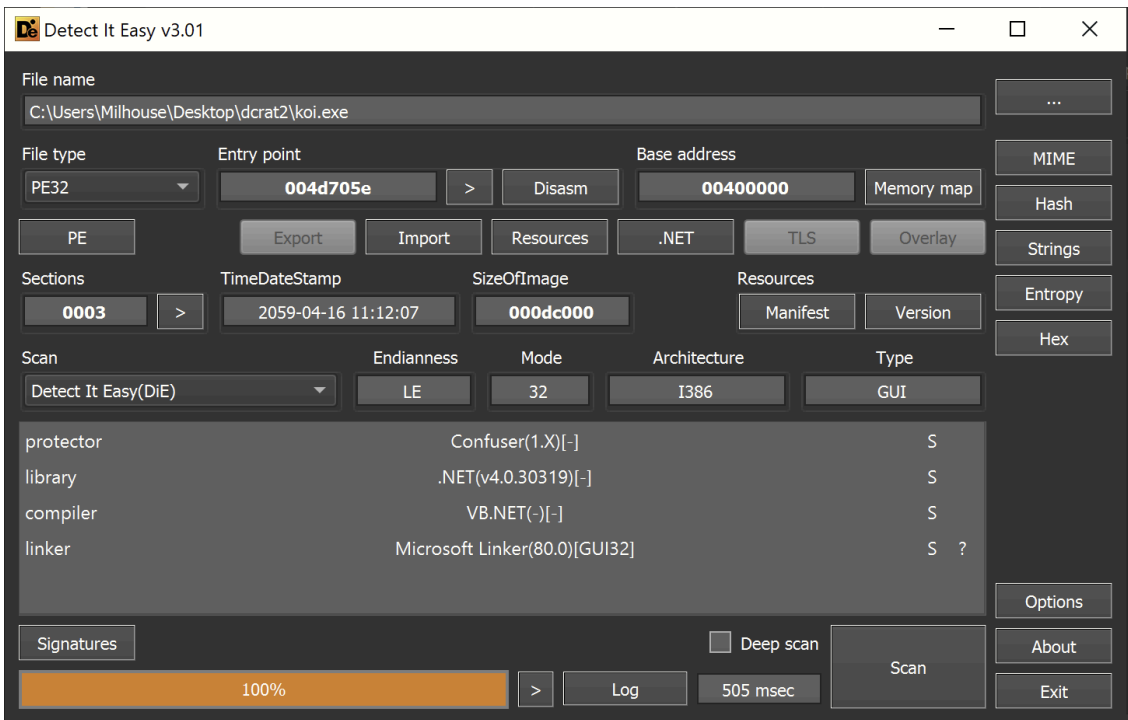 Detect It Easy v3.01
File name
C:\Users\Milhouse\Desktop\dcrat2\koi.exe
...
File type Entry point Base address
PE32 004d705e > Disasm 00400000 Memory map
MIME
Hash
PE Export Import Resources .NET TLS Overlay
Strings
Sections TimeDateStamp SizeOfImage Resources
0003 > 2059-04-16 11:12:07 000dc000 Manifest Version
Entropy
Hex
Scan Endianness Mode Architecture Type
Detect It Easy(DiE) LE 32 I386 GUI
protector Confuser(1.X)[-] S
library .NET(v4.0.30319)[-] S
compiler VB.NET(-)[-] S
linker Microsoft Linker(80.0)[GUI32] S ?
Options
Signatures Deep scan Scan About
100% > Log 505 msec Exit